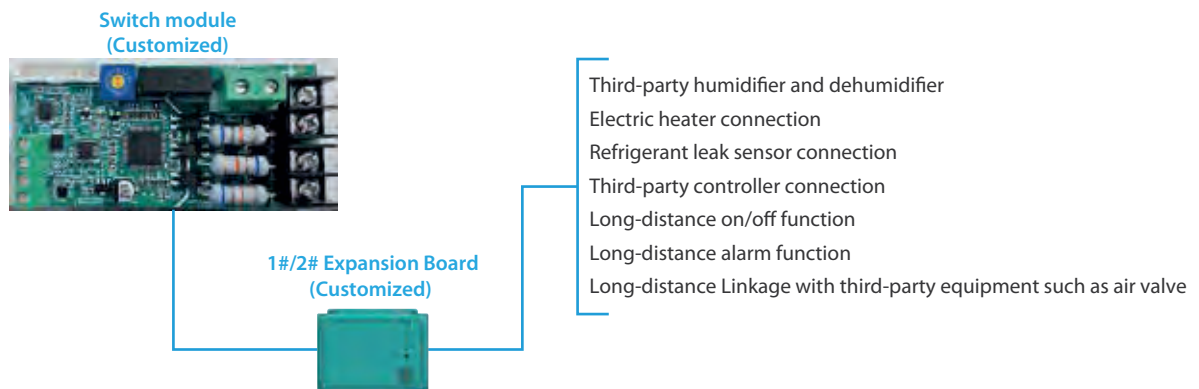 Switch module
(Customized)
Third-party humidifier and dehumidifier
Electric heater connection
Refrigerant leak sensor connection
Third-party controller connection
Long-distance on/off function
Long-distance alarm function
Long-distance Linkage with third-party equipment such as air valve
1#/2# Expansion Board
(Customized)